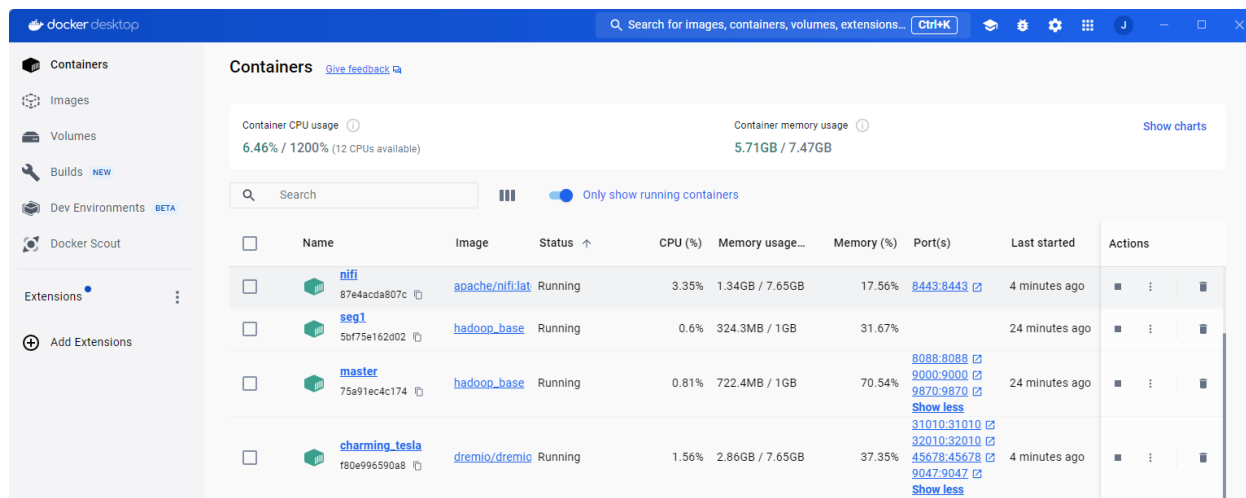 docker desktop
Search for images, containers, volumes, extensions... Ctrl+K
J
Containers
Images
Volumes
Builds NEW
Dev Environments BETA
Docker Scout
Extensions
Add Extensions
Containers Give feedback
Container CPU usage
6.46% / 1200% (12 CPUs available)
Container memory usage
5.71GB / 7.47GB
Show charts
Search
Only show running containers
Name Image Status CPU (%) Memory usage... Memory (%) Port(s) Last started Actions
nifi
87e4acda807c
apache/nifi:lat Running 3.35% 1.34GB / 7.65GB 17.56% 8443:8443 4 minutes ago
seg1
5bf75e162d02
hadoop_base Running 0.6% 324.3MB / 1GB 31.67% 24 minutes ago
master
75a91ec4c174
hadoop_base Running 0.81% 722.4MB / 1GB 70.54%
8088:8088
9000:9000
9870:9870
Show less
24 minutes ago
charming_tesla
f80e996590a8
dremio/dremio Running 1.56% 2.86GB / 7.65GB 37.35%
31010:31010
32010:32010
45678:45678
9047:9047
Show less
4 minutes ago